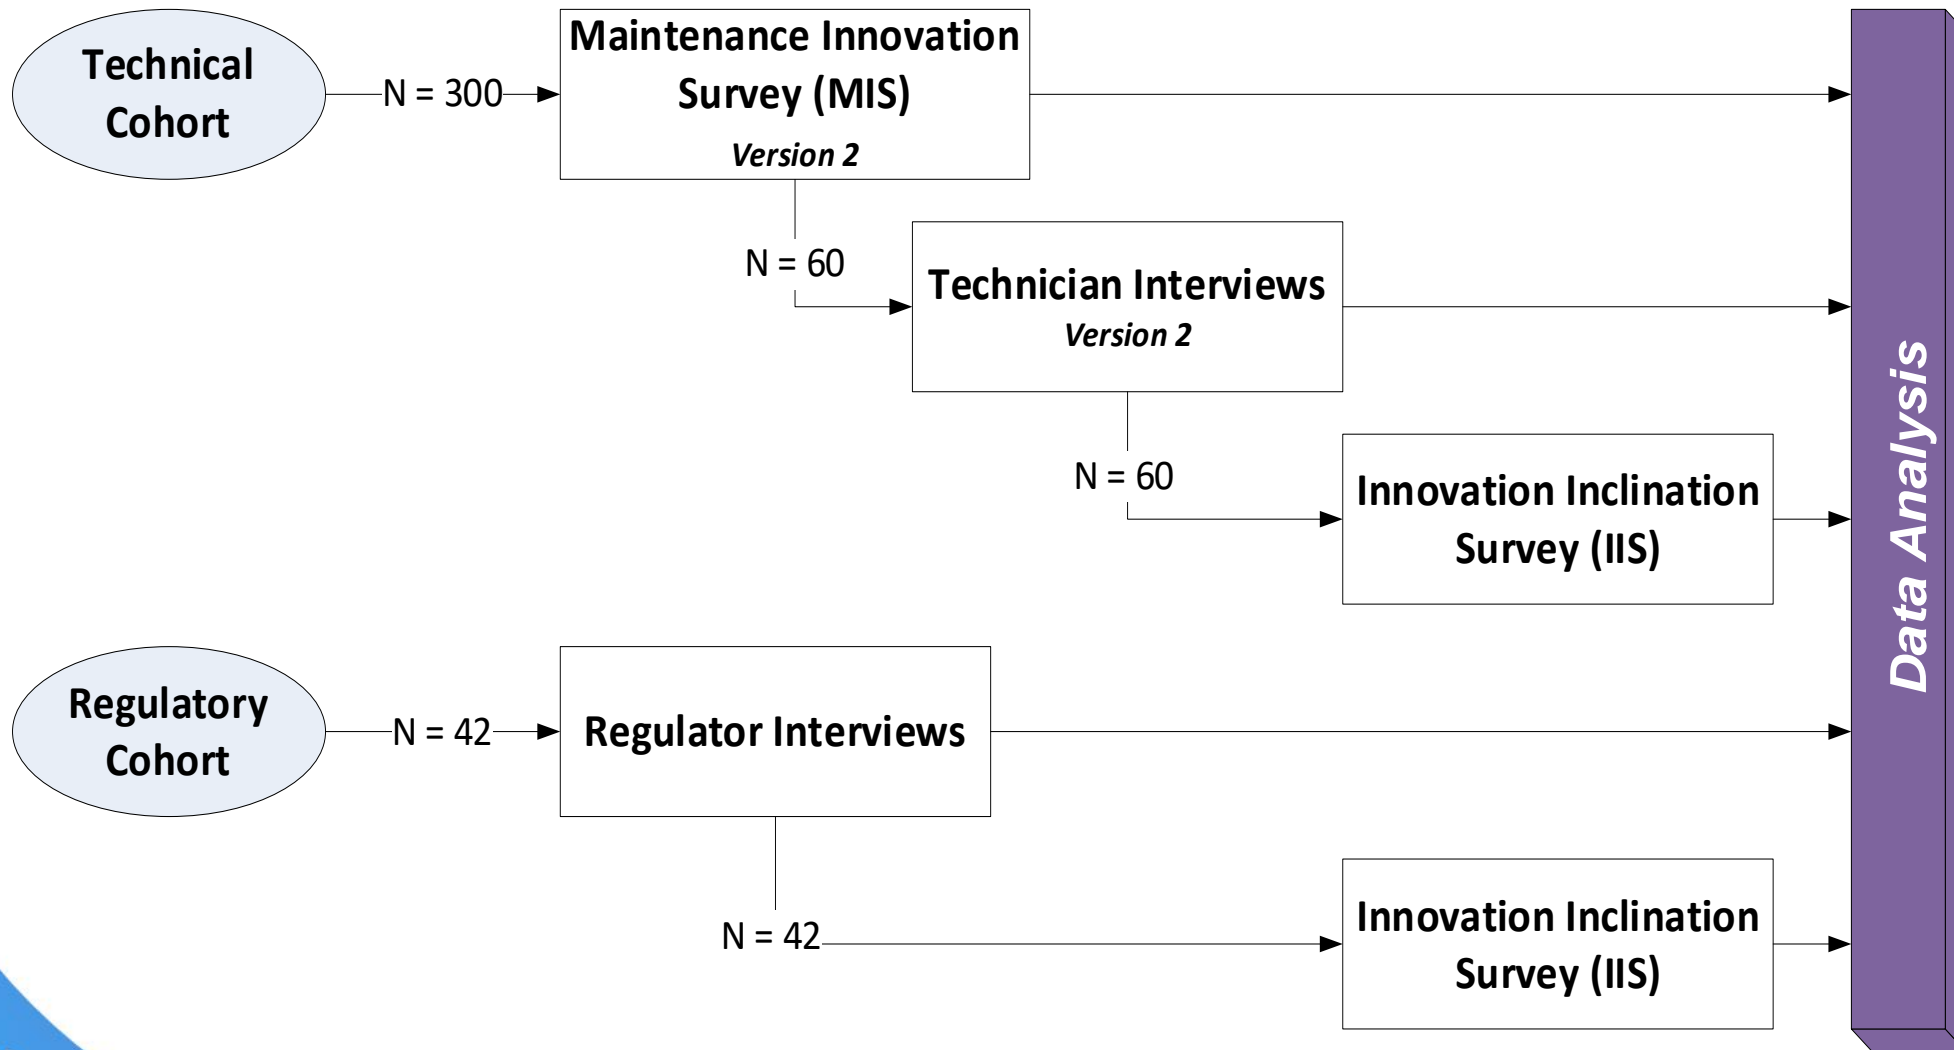 Technical
Cohort
N = 300
Maintenance Innovation
Survey (MIS)
Version 2
N = 60
Technician Interviews
Version 2
N = 60
Innovation Inclination
Survey (IIS)
Regulatory
Cohort
N = 42
Regulator Interviews
N = 42
Innovation Inclination
Survey (IIS)
Data Analysis